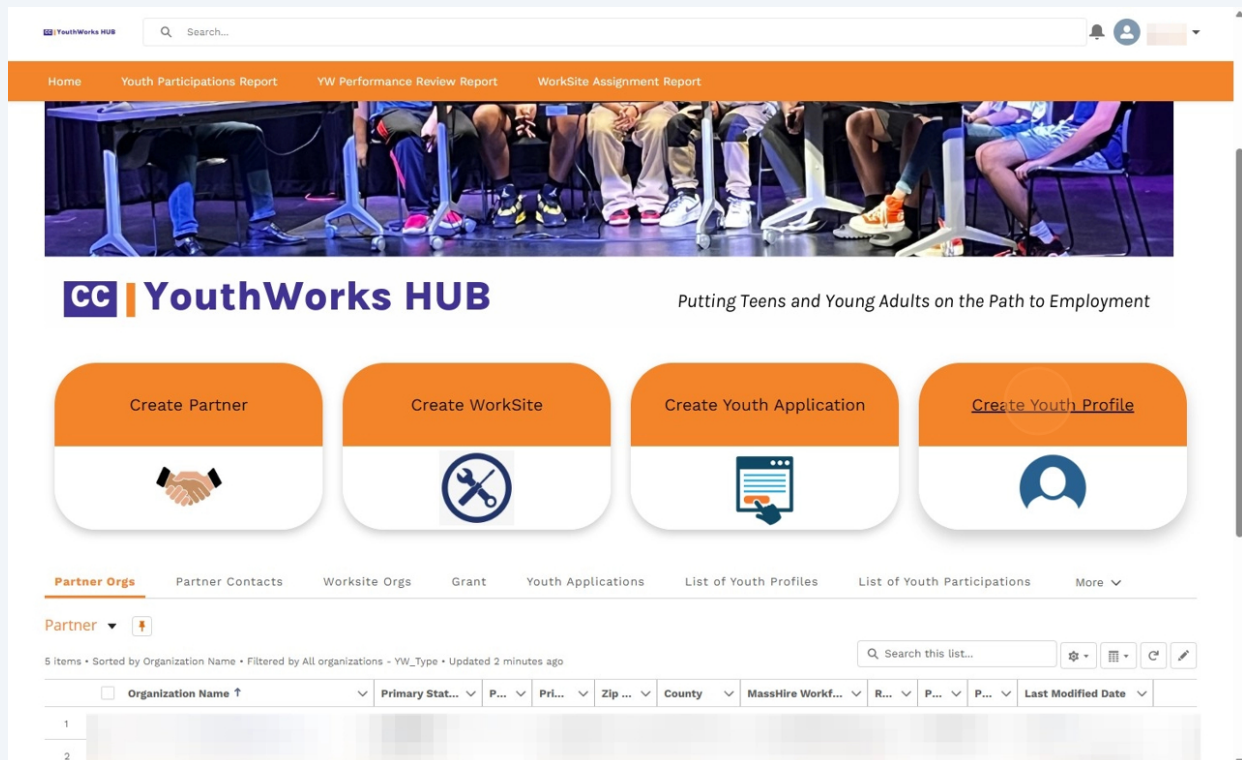 CC | YouthWorks HUB
Search...
Home Youth Participations Report YW Performance Review Report WorkSite Assignment Report
CC | YouthWorks HUB
Putting Teens and Young Adults on the Path to Employment
Create Partner Create WorkSite Create Youth Application Create Youth Profile
Partner Orgs Partner Contacts Worksite Orgs Grant Youth Applications List of Youth Profiles List of Youth Participations More
Partner
5 items • Sorted by Organization Name • Filtered by All organizations - YW_Type • Updated 2 minutes ago
Search this list...
Organization Name ↑ Primary Stat... P... Pri... Zip ... County MassHire Workf... R... P... P... Last Modified Date
1
2